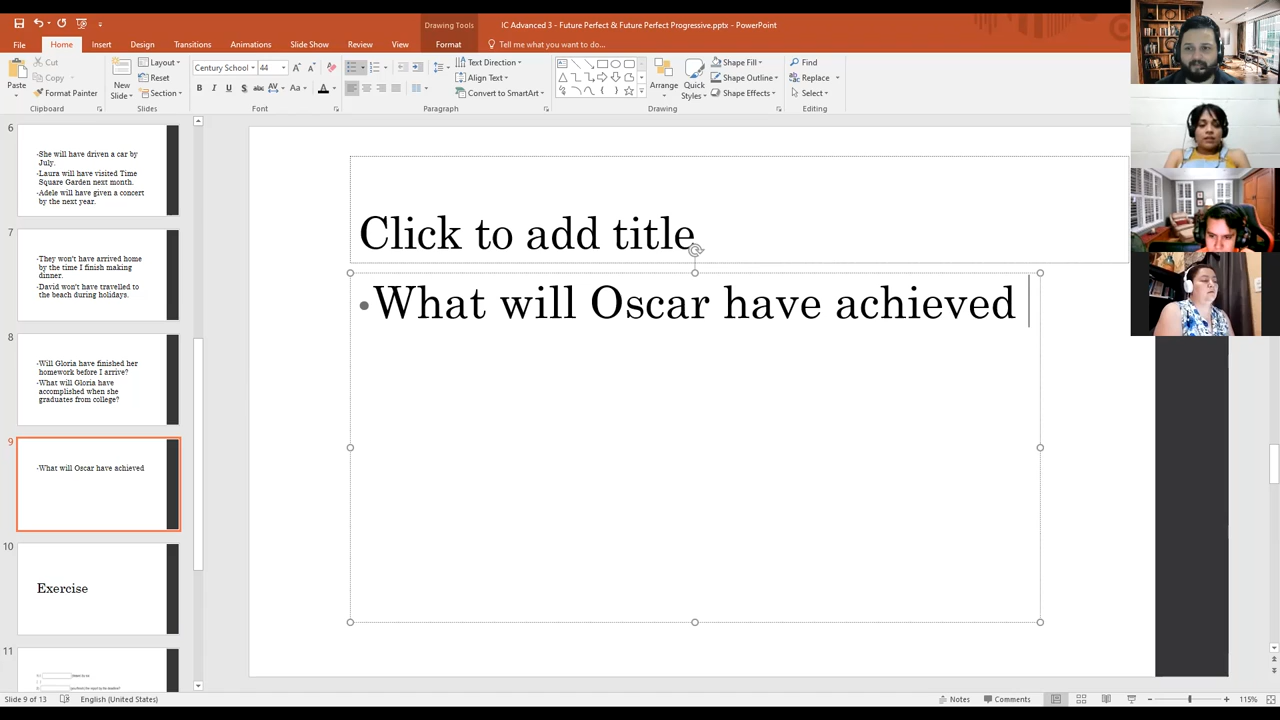 Drawing Tools
IC Advanced 3 - Future Perfect & Future Perfect Progressive.pptx - PowerPoint
File
Home
Insert
Design
Transitions
Animations
Slide Show
Review
View
Format
Tell me what you want to do...
Paste
Cut
Copy
Format Painter
Clipboard
New Slide
Layout
Reset
Section
Slides
Century School
44
B I U S abc AV Aa A
Font
Text Direction
Align Text
Convert to SmartArt
Paragraph
Arrange
Quick Styles
Shape Fill
Shape Outline
Shape Effects
Drawing
Find
Replace
Select
Editing
6
-She will have driven a car by
July.
-Laura will have visited Time
Square Garden next month.
-Adele will have given a concert
by the next year.
7
-They won't have arrived home
by the time I finish making
dinner.
-David won't have travelled to
the beach during holidays.
8
-Will Gloria have finished her
homework before I arrive?
-What will Gloria have
accomplished when she
graduates from college?
9
-What will Oscar have achieved
10
Exercise
11
Click to add title
•What will Oscar have achieved
Slide 9 of 13
English (United States)
Notes
Comments
115%